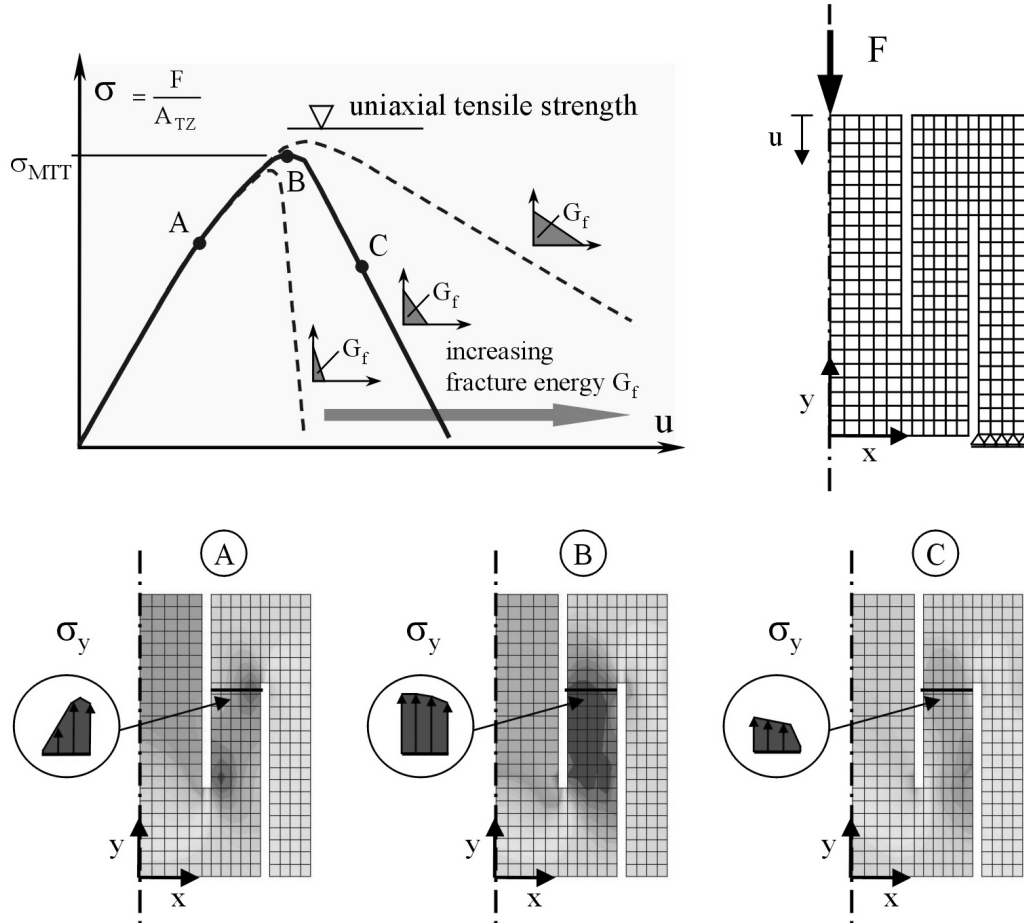 σ = F / A_TZ
uniaxial tensile strength
σ_MTT
A
B
C
G_f
G_f
G_f
increasing
fracture energy G_f
u
F
u
y
x
A
B
C
σ_y
σ_y
σ_y
y
x
y
x
y
x